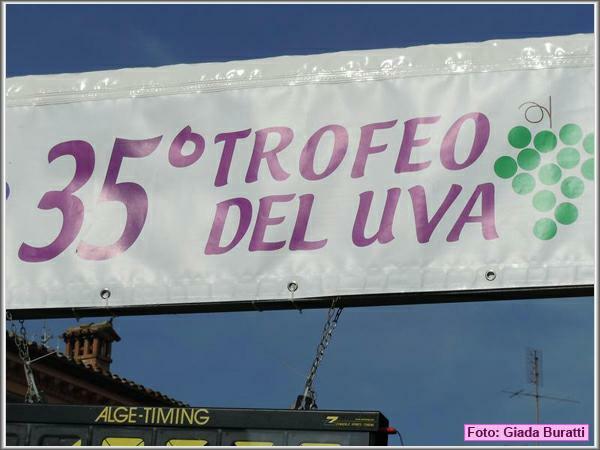 35° TROFEO
DEL UVA
ALGE-TIMING
Foto: Giada Buratti